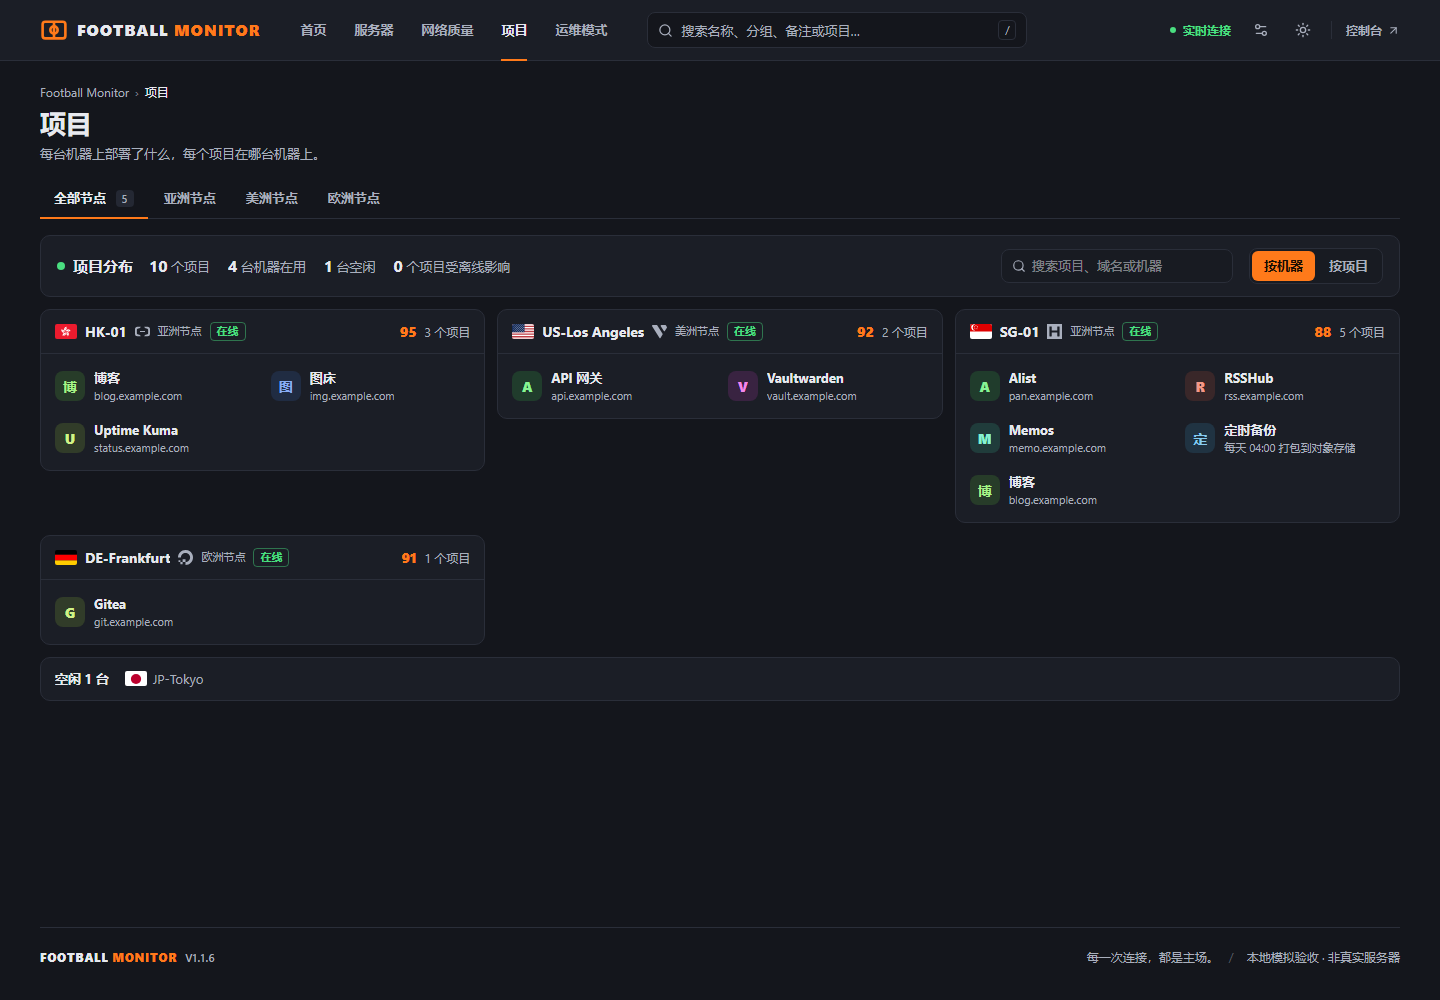 FOOTBALL MONITOR 首页 服务器 网络质量 项目 运维模式 搜索名称、分组、备注或项目... / 实时连接 控制台
Football Monitor › 项目
项目
每台机器上部署了什么，每个项目在哪台机器上。
全部节点 5 亚洲节点 美洲节点 欧洲节点
项目分布 10 个项目 4 台机器在用 1 台空闲 0 个项目受离线影响 搜索项目、域名或机器 按机器 按项目
HK-01 亚洲节点 在线 95 3 个项目
博 博客
blog.example.com
图 图床
img.example.com
U Uptime Kuma
status.example.com
US-Los Angeles 美洲节点 在线 92 2 个项目
A API 网关
api.example.com
V Vaultwarden
vault.example.com
SG-01 亚洲节点 在线 88 5 个项目
A Alist
pan.example.com
R RSSHub
rss.example.com
M Memos
memo.example.com
定 定时备份
每天 04:00 打包到对象存储
博 博客
blog.example.com
DE-Frankfurt 欧洲节点 在线 91 1 个项目
G Gitea
git.example.com
空闲 1 台 JP-Tokyo
FOOTBALL MONITOR V1.1.6 每一次连接，都是主场。 / 本地模拟验收 · 非真实服务器